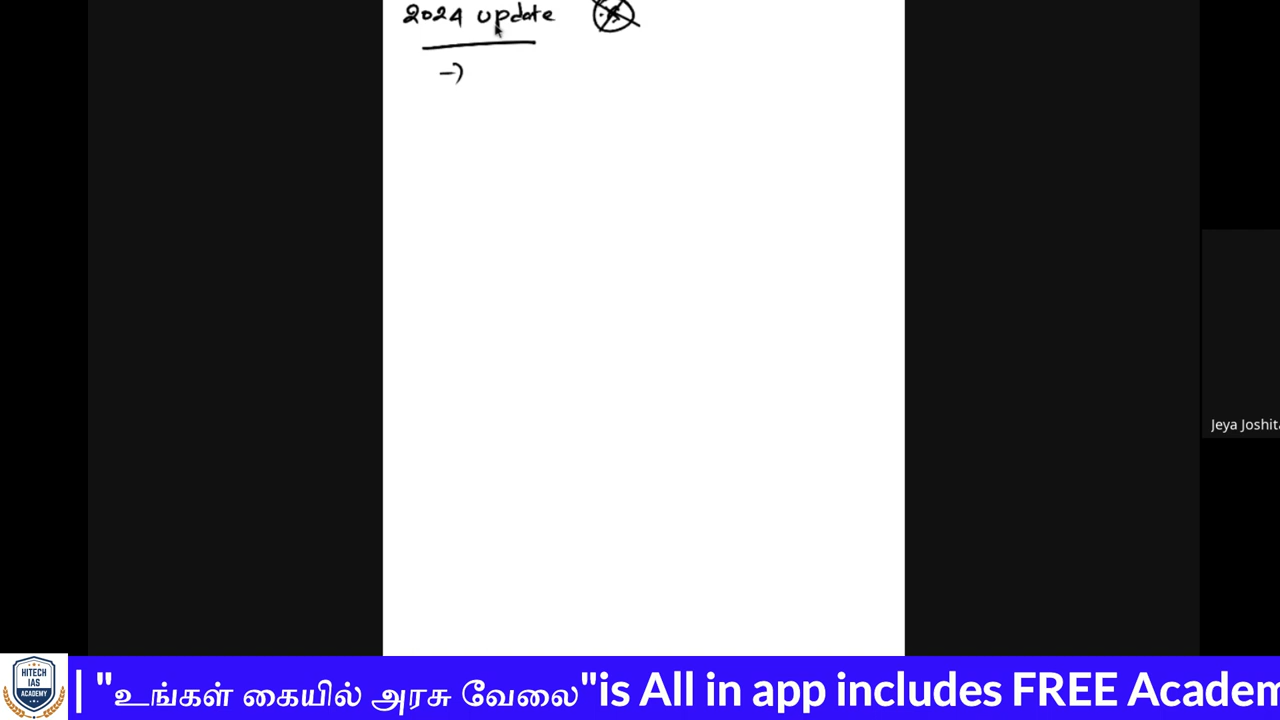 2024 update
→
Jeya Joshit
HITECH
IAS
ACADEMY
| "உங்கள் கையில் அரசு வேலை"is All in app includes FREE Academ